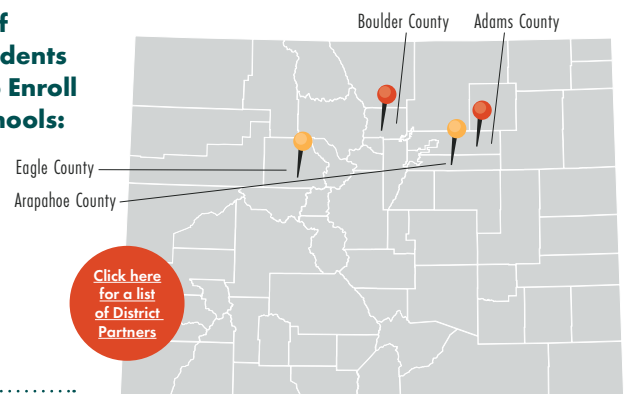 f
dents
Enroll
hools:
Boulder County
Adams County
Eagle County
Arapahoe County
Click here
for a list
of District
Partners